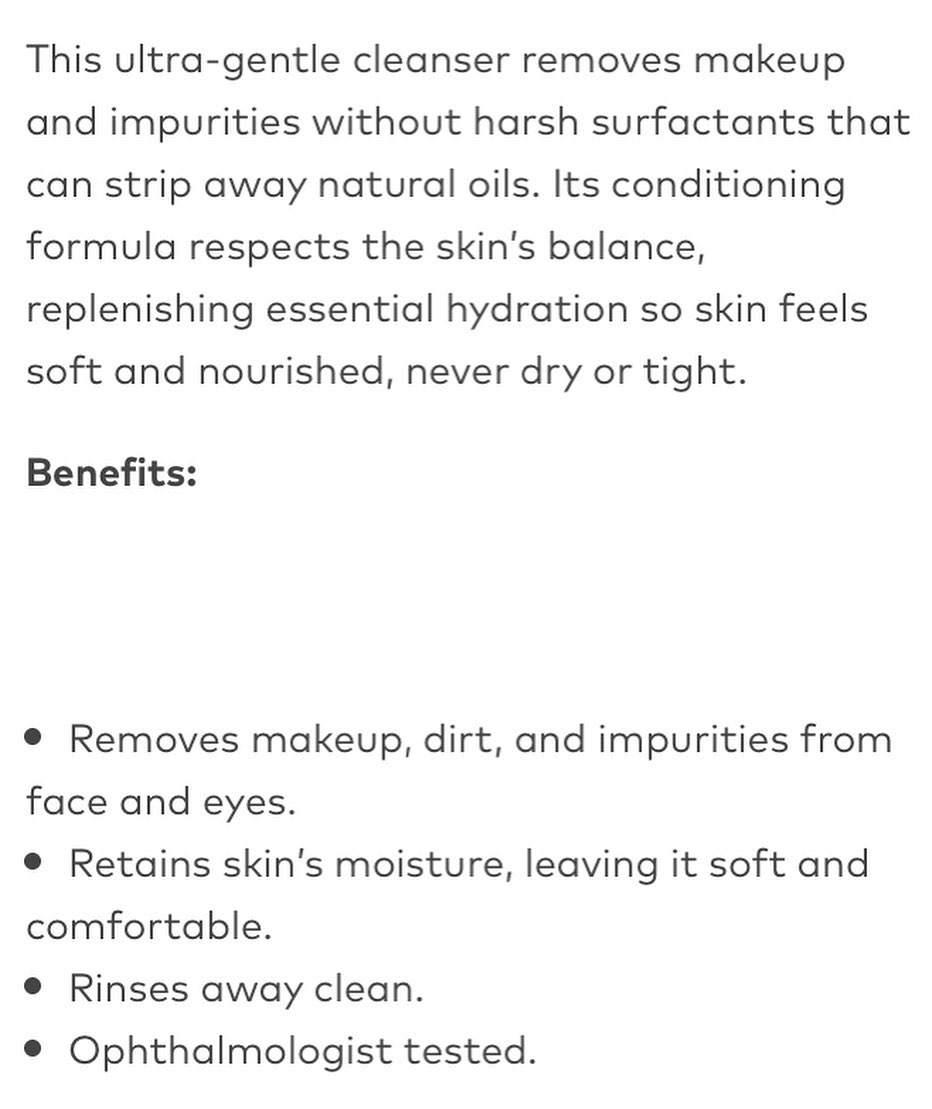 This ultra-gentle cleanser removes makeup
and impurities without harsh surfactants that
can strip away natural oils. Its conditioning
formula respects the skin’s balance,
replenishing essential hydration so skin feels
soft and nourished, never dry or tight.
Benefits:
• Removes makeup, dirt, and impurities from
face and eyes.
• Retains skin’s moisture, leaving it soft and
comfortable.
• Rinses away clean.
• Ophthalmologist tested.